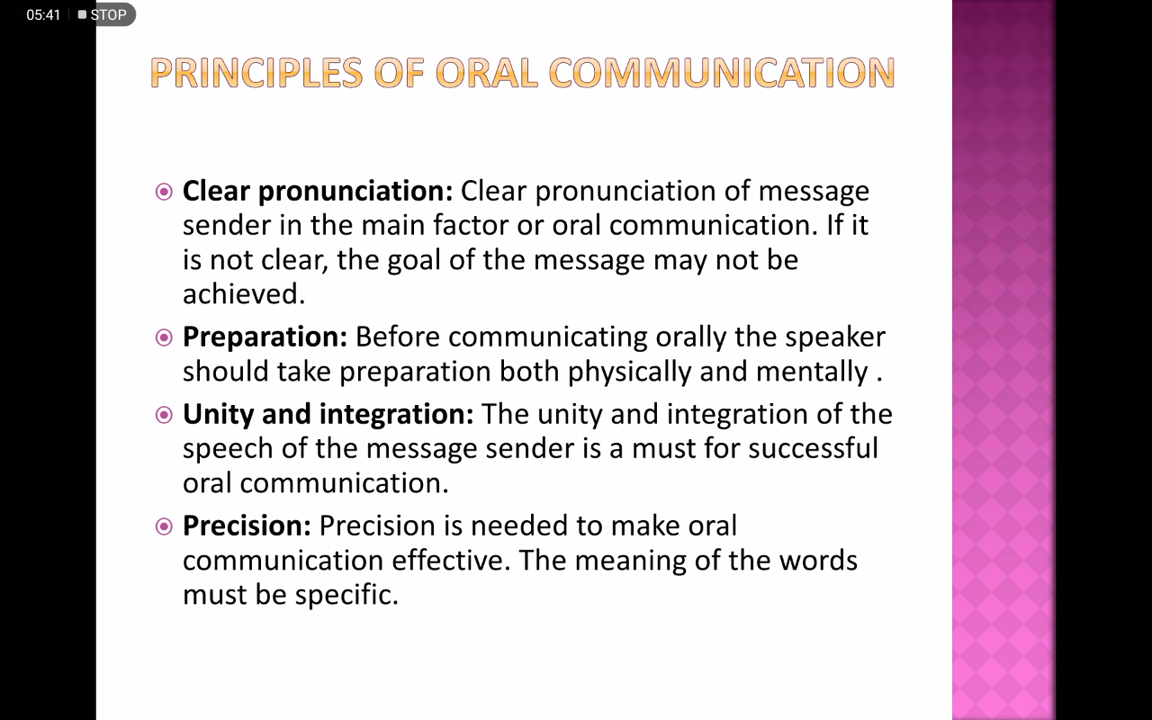 05:41 STOP
PRINCIPLES OF ORAL COMMUNICATION
Clear pronunciation: Clear pronunciation of message
sender in the main factor or oral communication. If it
is not clear, the goal of the message may not be
achieved.
Preparation: Before communicating orally the speaker
should take preparation both physically and mentally .
Unity and integration: The unity and integration of the
speech of the message sender is a must for successful
oral communication.
Precision: Precision is needed to make oral
communication effective. The meaning of the words
must be specific.